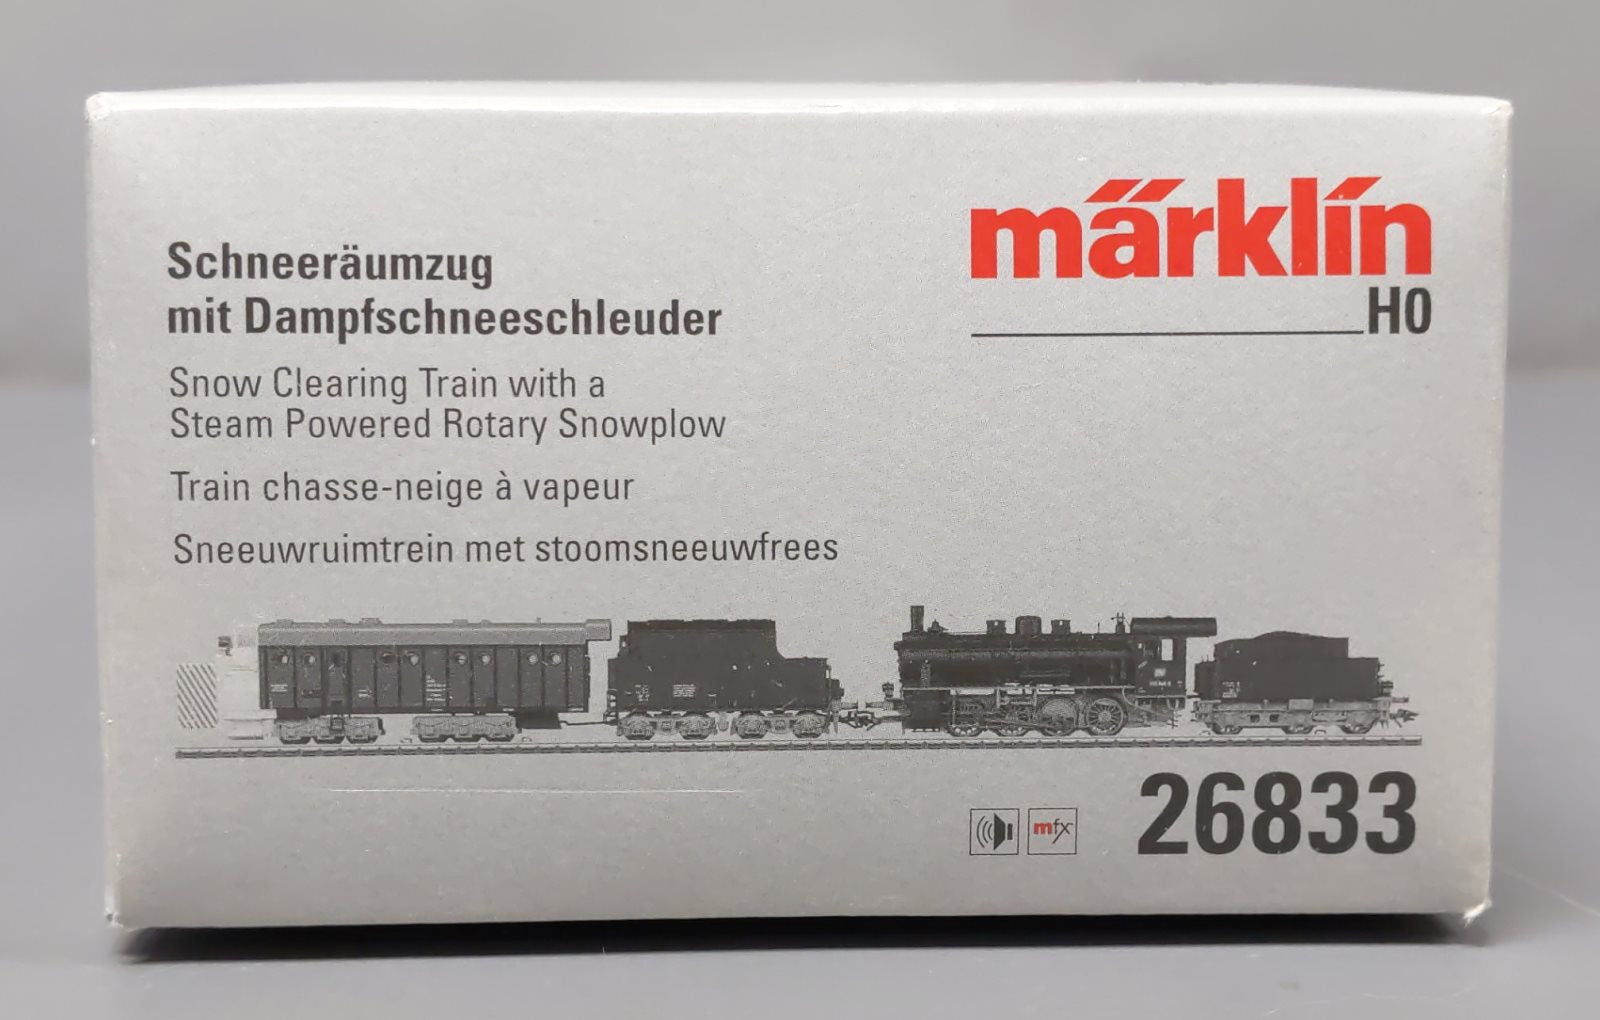 märklín
H0
Schneeräumzug
mit Dampfschneeschleuder
Snow Clearing Train with a
Steam Powered Rotary Snowplow
Train chasse-neige à vapeur
Sneeuwruimtrein met stoomsneeuwfrees
mfx
26833